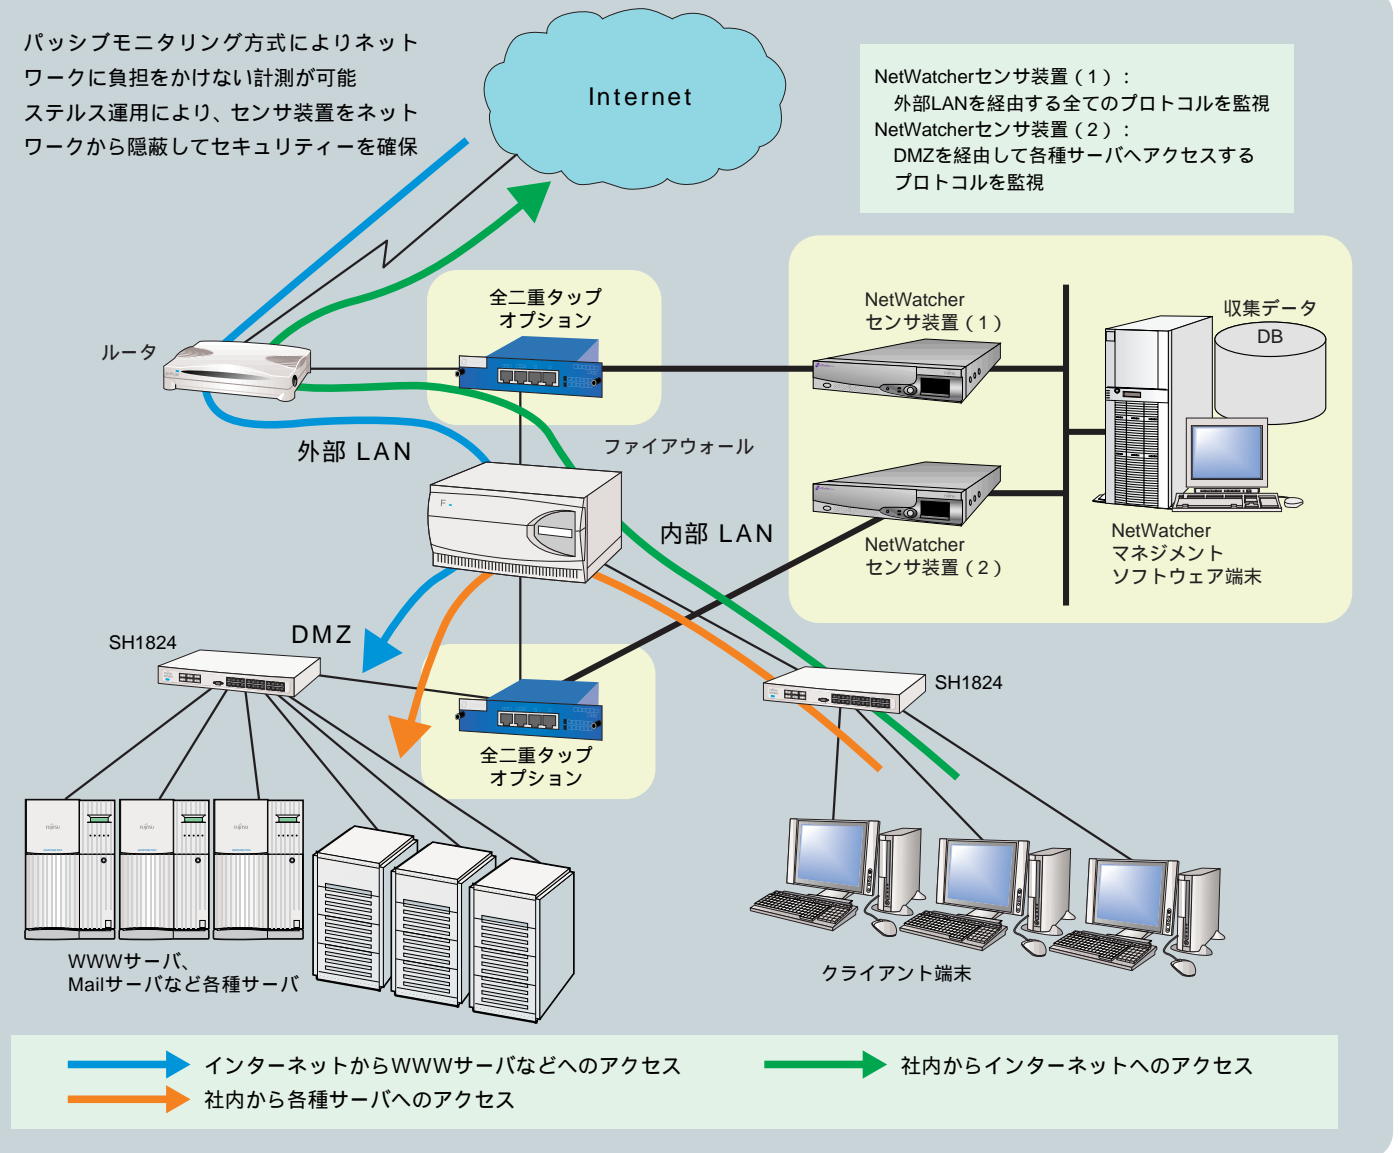 パッシブモニタリング方式によりネット
ワークに負担をかけない計測が可能
ステルス運用により、センサ装置をネット
ワークから隠蔽してセキュリティーを確保
Internet
NetWatcherセンサ装置（1）：
外部LANを経由する全てのプロトコルを監視
NetWatcherセンサ装置（2）：
DMZを経由して各種サーバへアクセスする
プロトコルを監視
全二重タップ
オプション
NetWatcher
センサ装置（1）
収集データ
DB
ルータ
外部 LAN
ファイアウォール
F
内部 LAN
NetWatcher
センサ装置（2）
NetWatcher
マネジメント
ソフトウェア端末
DMZ
SH1824
SH1824
全二重タップ
オプション
FUJITSU
FUJITSU
FUJITSU
WWWサーバ、
Mailサーバなど各種サーバ
クライアント端末
インターネットからWWWサーバなどへのアクセス
社内からインターネットへのアクセス
社内から各種サーバへのアクセス